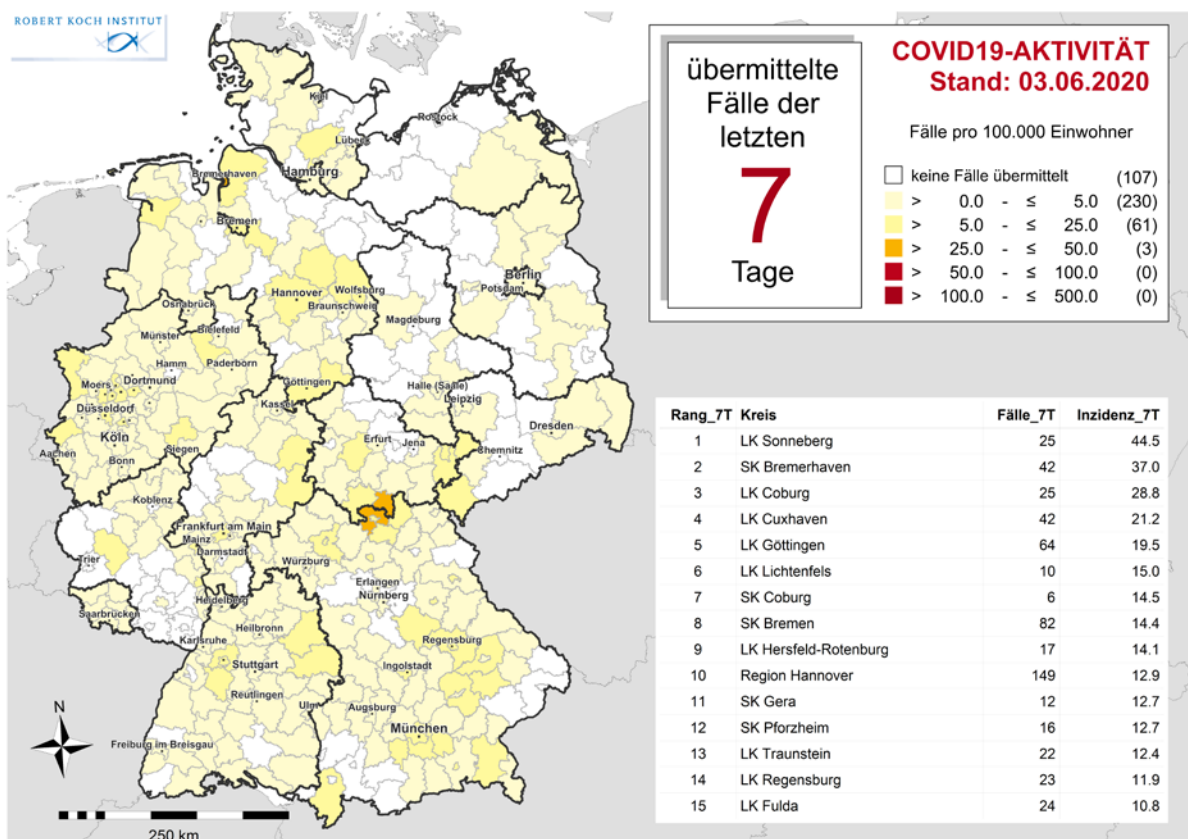 ROBERT KOCH INSTITUT
übermittelte
Fälle der
letzten
7
Tage
COVID19-AKTIVITÄT
Stand: 03.06.2020
Fälle pro 100.000 Einwohner
keine Fälle übermittelt (107)
> 0.0 - ≤ 5.0 (230)
> 5.0 - ≤ 25.0 (61)
> 25.0 - ≤ 50.0 (3)
> 50.0 - ≤ 100.0 (0)
> 100.0 - ≤ 500.0 (0)
Kiel
Rostock
Lübeck
Bremerhaven
Hamburg
Bremen
Berlin
Potsdam
Hannover
Wolfsburg
Braunschweig
Osnabrück
Magdeburg
Münster
Bielefeld
Hamm
Paderborn
Moers
Dortmund
Göttingen
Halle (Saale)
Leipzig
Düsseldorf
Kassel
Dresden
Köln
Siegen
Erfurt
Jena
Chemnitz
Aachen
Bonn
Koblenz
Frankfurt am Main
Mainz
Darmstadt
Trier
Würzburg
Erlangen
Nürnberg
Heidelberg
Saarbrücken
Heilbronn
Karlsruhe
Regensburg
Stuttgart
Ingolstadt
Reutlingen
Ulm
Augsburg
München
Freiburg im Breisgau
N
250 km
Rang_7T Kreis Fälle_7T Inzidenz_7T
1 LK Sonneberg 25 44.5
2 SK Bremerhaven 42 37.0
3 LK Coburg 25 28.8
4 LK Cuxhaven 42 21.2
5 LK Göttingen 64 19.5
6 LK Lichtenfels 10 15.0
7 SK Coburg 6 14.5
8 SK Bremen 82 14.4
9 LK Hersfeld-Rotenburg 17 14.1
10 Region Hannover 149 12.9
11 SK Gera 12 12.7
12 SK Pforzheim 16 12.7
13 LK Traunstein 22 12.4
14 LK Regensburg 23 11.9
15 LK Fulda 24 10.8